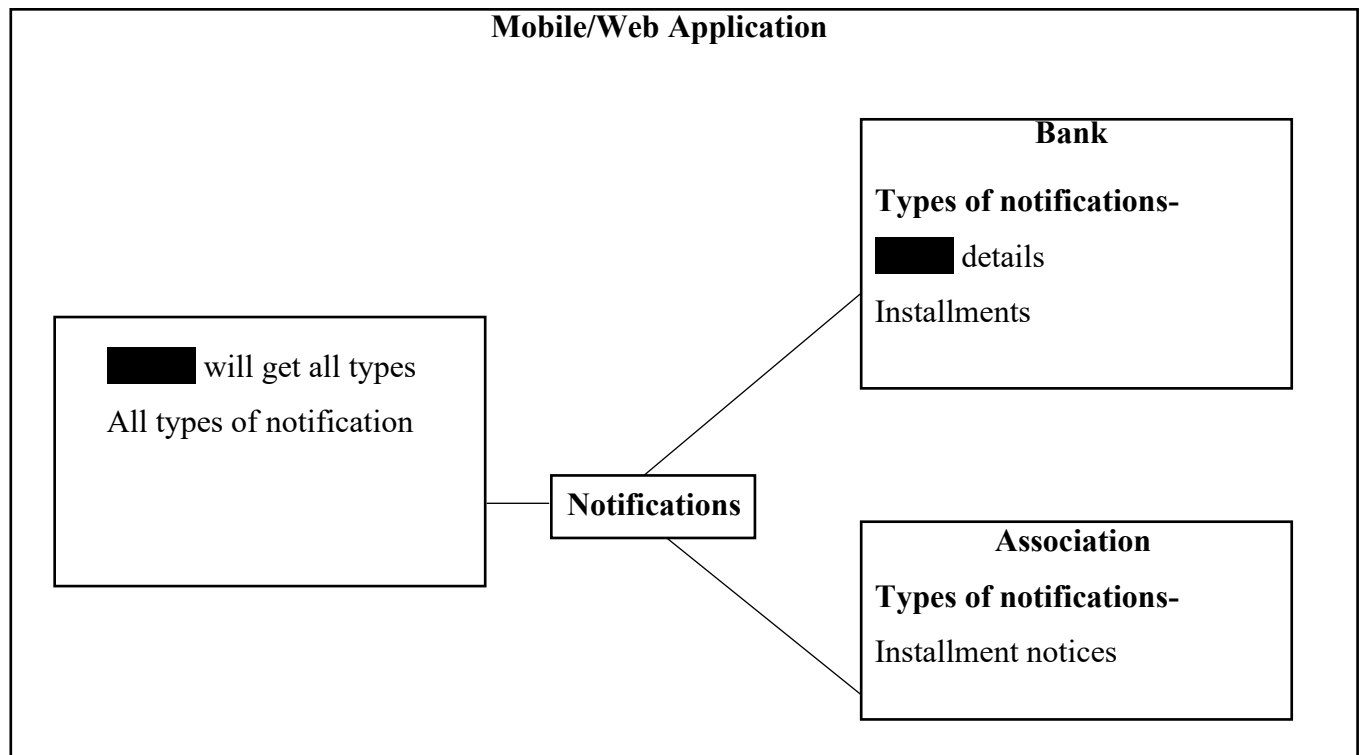 Mobile/Web Application
Bank
Types of notifications-
details
Installments
will get all types
All types of notification
Notifications
Association
Types of notifications-
Installment notices